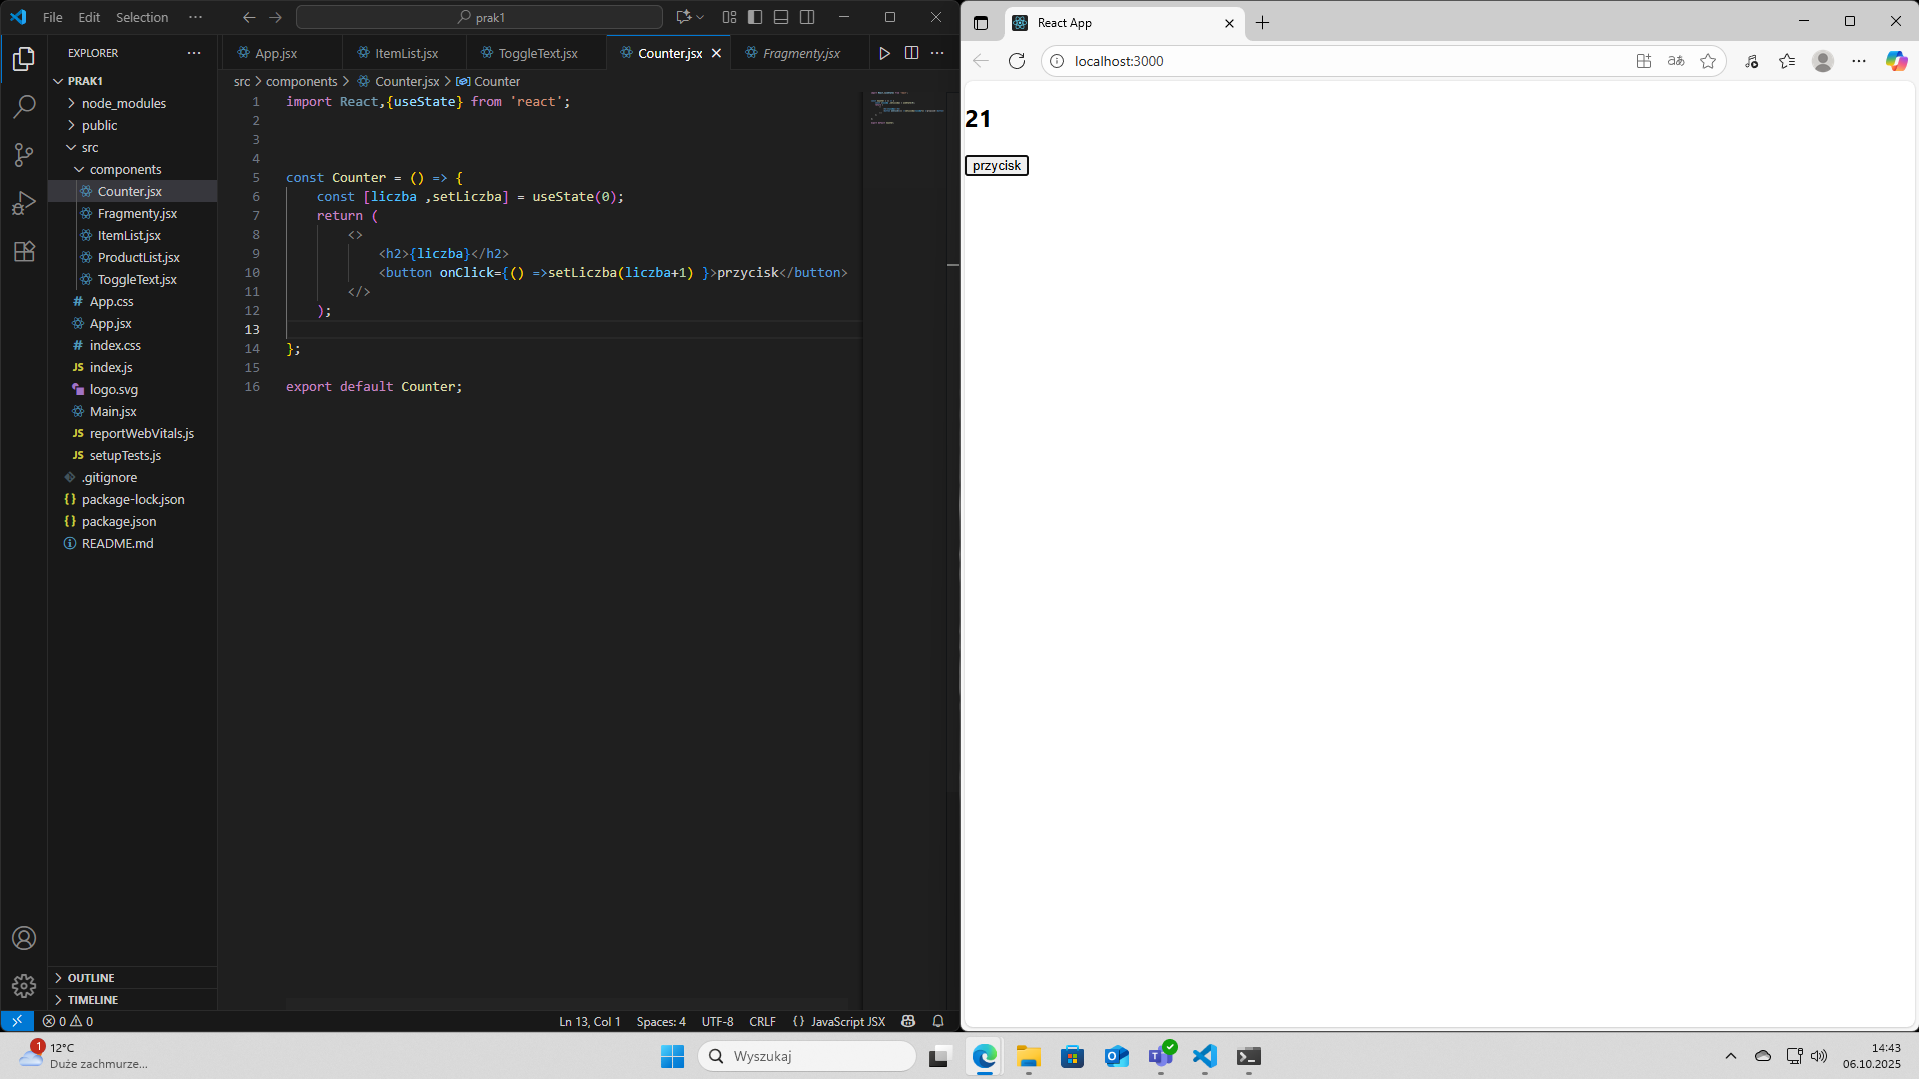 File Edit Selection ··· prak1
EXPLORER ···
PRAK1
node_modules
public
src
components
Counter.jsx
Fragmenty.jsx
ItemList.jsx
ProductList.jsx
ToggleText.jsx
App.css
App.jsx
index.css
index.js
logo.svg
Main.jsx
reportWebVitals.js
setupTests.js
.gitignore
package-lock.json
package.json
README.md
OUTLINE
TIMELINE
App.jsx ItemList.jsx ToggleText.jsx Counter.jsx Fragmenty.jsx
src > components > Counter.jsx > Counter
1 import React,{useState} from 'react';
2
3
4
5 const Counter = () => {
6 const [liczba ,setLiczba] = useState(0);
7 return (
8 <>
9 <h2>{liczba}</h2>
10 <button onClick={() =>setLiczba(liczba+1) }>przycisk</button>
11 </>
12 );
13
14 };
15
16 export default Counter;
0 0 Ln 13, Col 1 Spaces: 4 UTF-8 CRLF {} JavaScript JSX
React App
localhost:3000
21
przycisk
1 12°C
Duże zachmurze...
Wyszukaj
14:43
06.10.2025